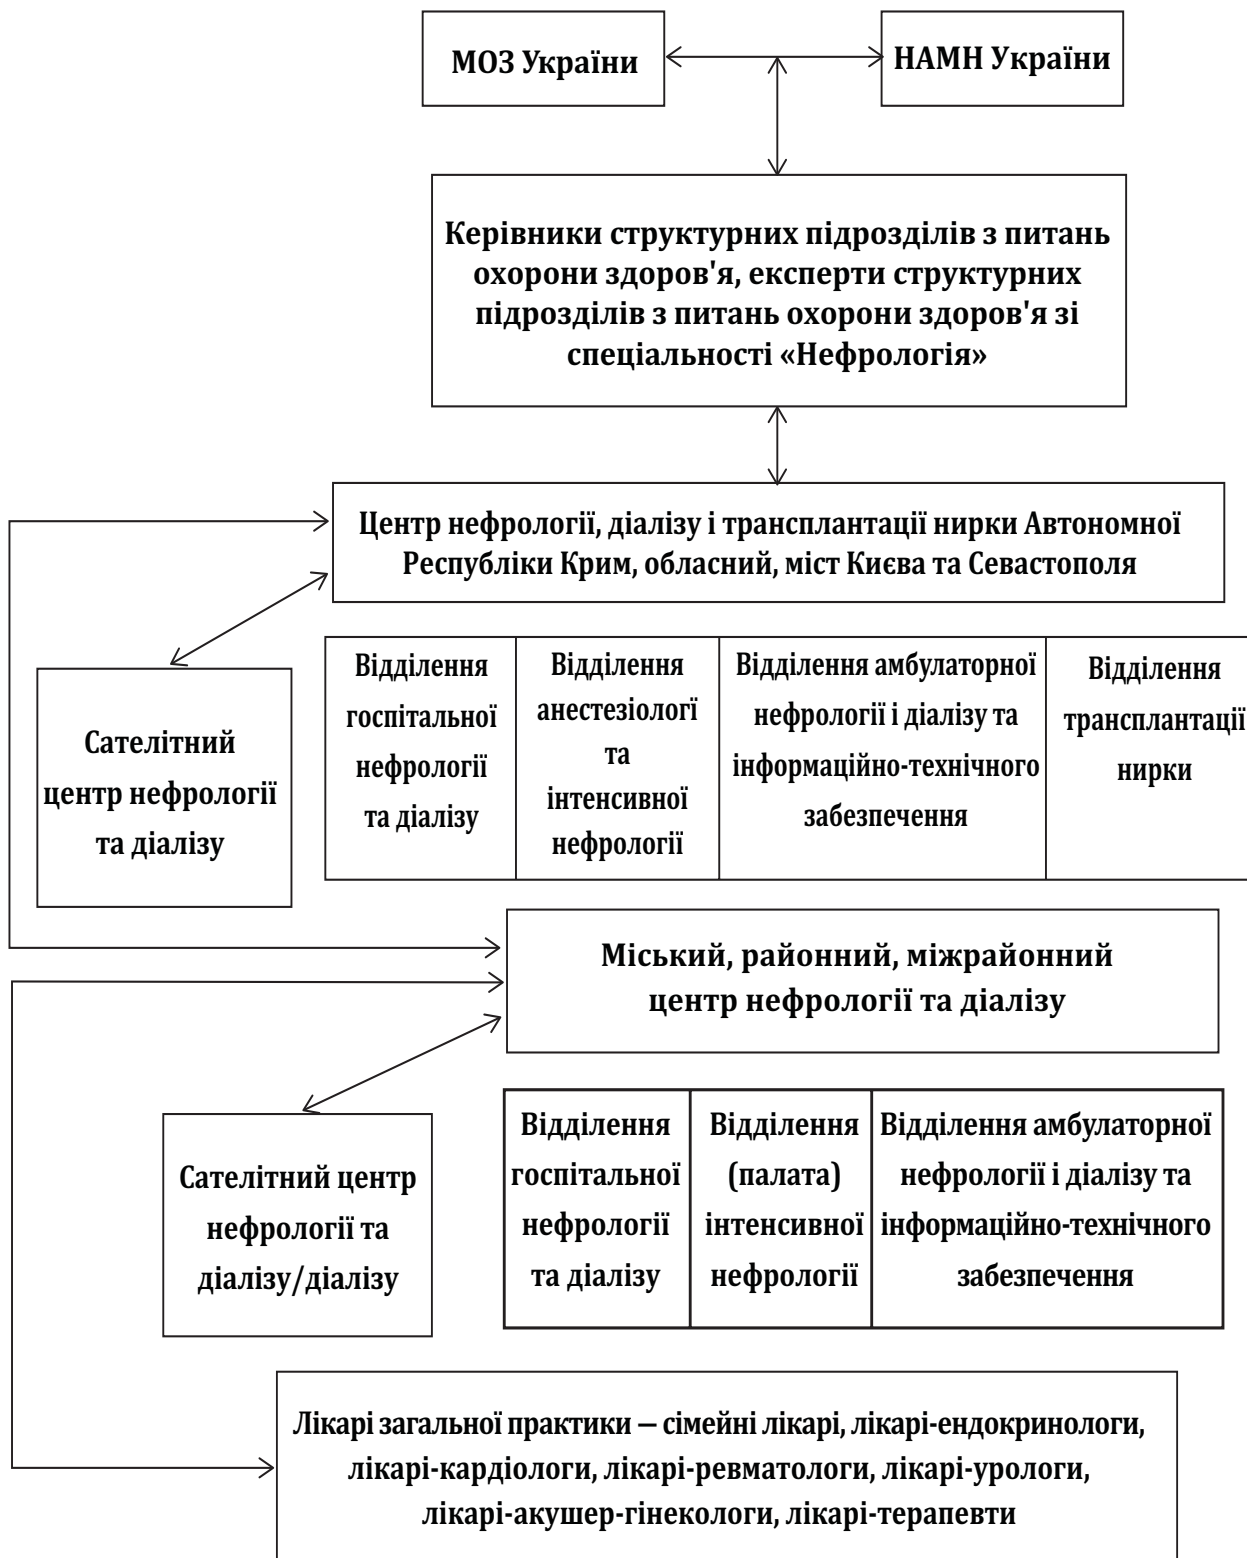 МОЗ України
НАМН України
Керівники структурних підрозділів з питань
охорони здоров'я, експерти структурних
підрозділів з питань охорони здоров'я зі
спеціальності «Нефрологія»
Центр нефрології, діалізу і трансплантації нирки Автономної
Республіки Крим, обласний, міст Києва та Севастополя
Сателітний
центр нефрології
та діалізу
Відділення
госпітальної
нефрології
та діалізу
Відділення
анестезіологі
та
інтенсивної
нефрології
Відділення амбулаторної
нефрології і діалізу та
інформаційно-технічного
забезпечення
Відділення
трансплантації
нирки
Міський, районний, міжрайонний
центр нефрології та діалізу
Сателітний центр
нефрології та
діалізу/діалізу
Відділення
госпітальної
нефрології
та діалізу
Відділення
(палата)
інтенсивної
нефрології
Відділення амбулаторної
нефрології і діалізу та
інформаційно-технічного
забезпечення
Лікарі загальної практики — сімейні лікарі, лікарі-ендокринологи,
лікарі-кардіологи, лікарі-ревматологи, лікарі-урологи,
лікарі-акушер-гінекологи, лікарі-терапевти